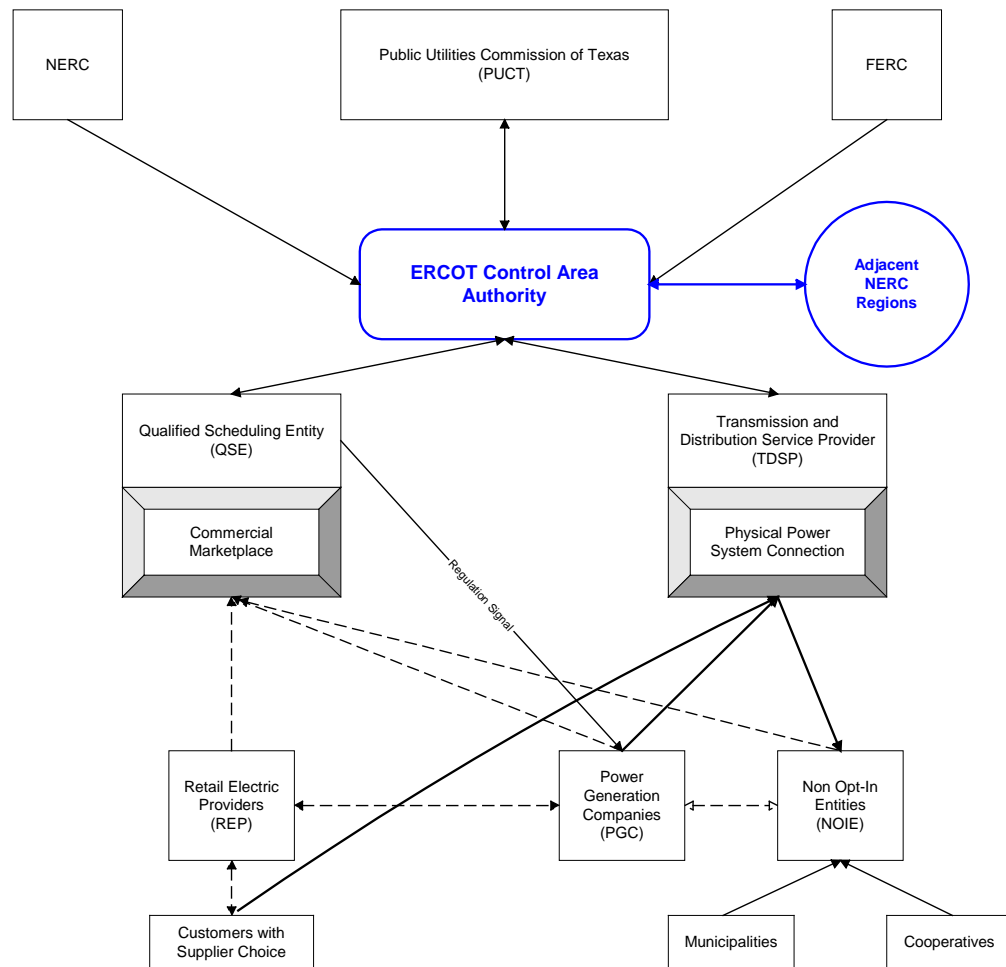 NERC
Public Utilities Commission of Texas
(PUCT)
FERC
ERCOT Control Area
Authority
Adjacent
NERC
Regions
Qualified Scheduling Entity
(QSE)
Transmission and
Distribution Service Provider
(TDSP)
Commercial
Marketplace
Physical Power
System Connection
Regulation Signal
Retail Electric
Providers
(REP)
Power
Generation
Companies
(PGC)
Non Opt-In
Entities
(NOIE)
Customers with
Supplier Choice
Municipalities
Cooperatives